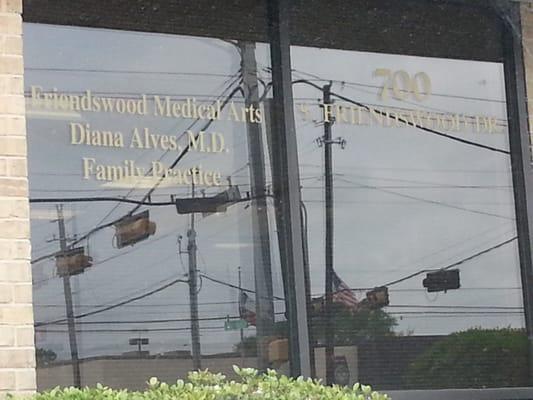 Friendswood Medical Arts
Diana Alves, M.D.
Family Practice
700
S. FRIENDSWOOD DR.